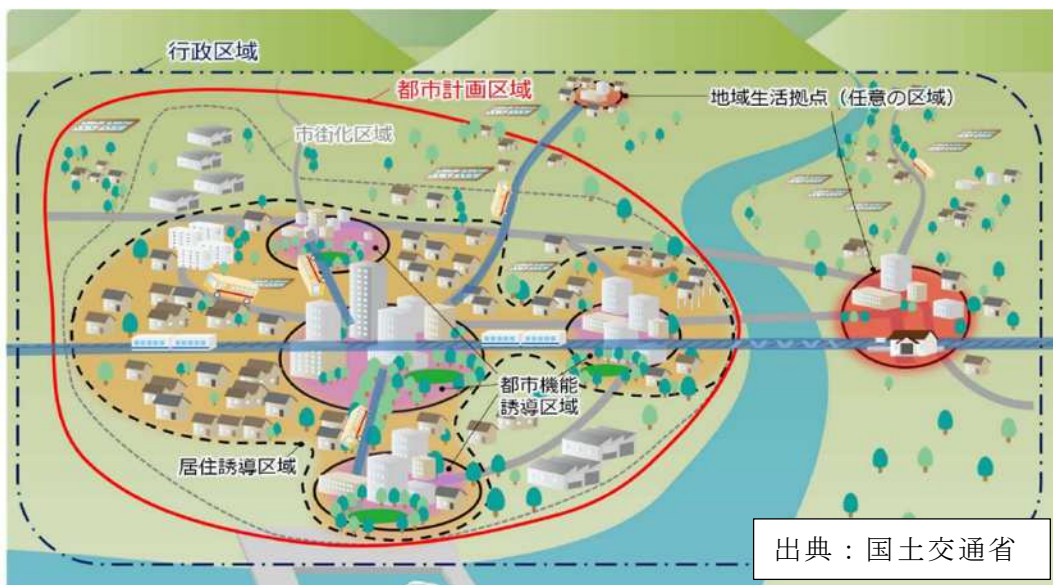 行政区域
都市計画区域
地域生活拠点（任意の区域）
市街化区域
都市機能
誘導区域
居住誘導区域
出典：国土交通省